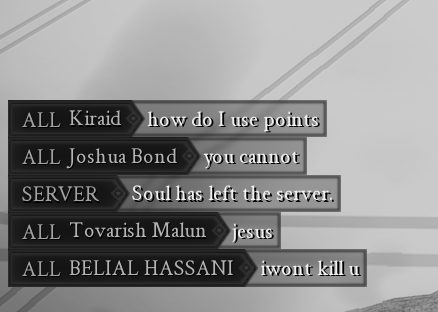 ALL Kiraid how do I use points
ALL Joshua Bond you cannot
SERVER Soul has left the server.
ALL Tovarish Malun jesus
ALL BELIAL HASSANI iwont kill u